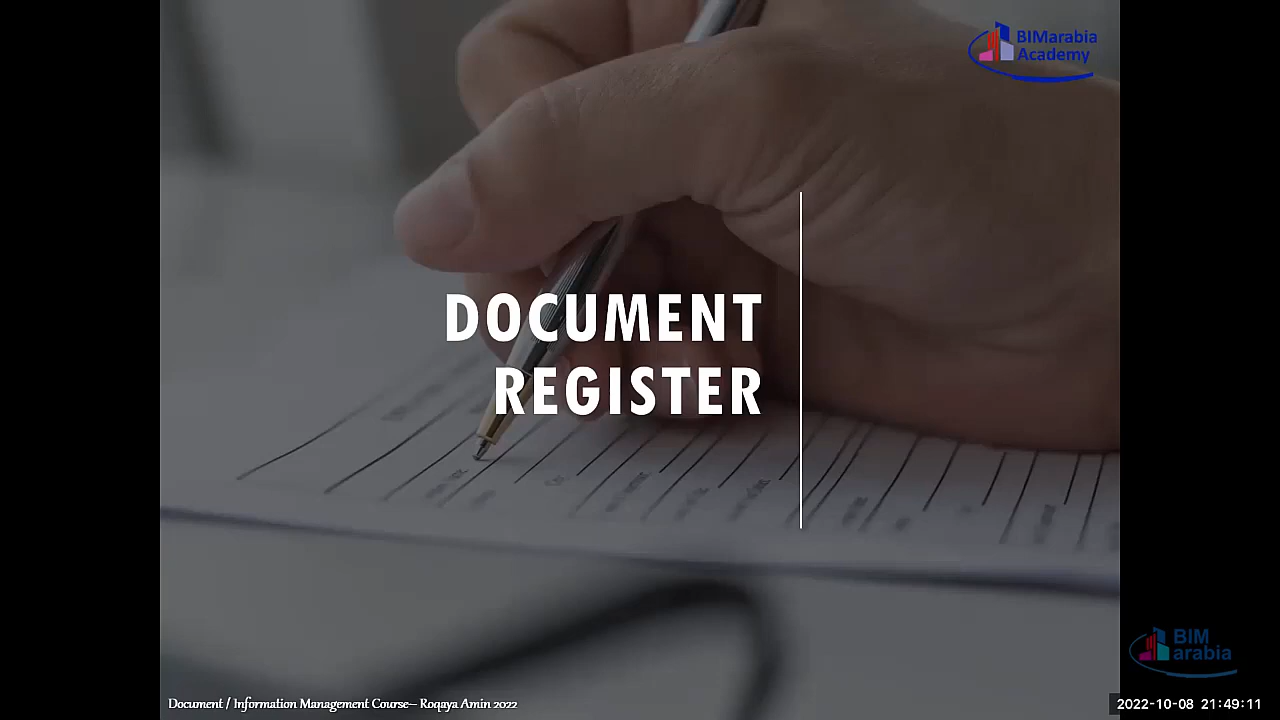 BIMarabia
Academy
DOCUMENT
REGISTER
BIM
arabia
Document / Information Management Course– Roqaya Amin 2022
2022-10-08 21:49:11